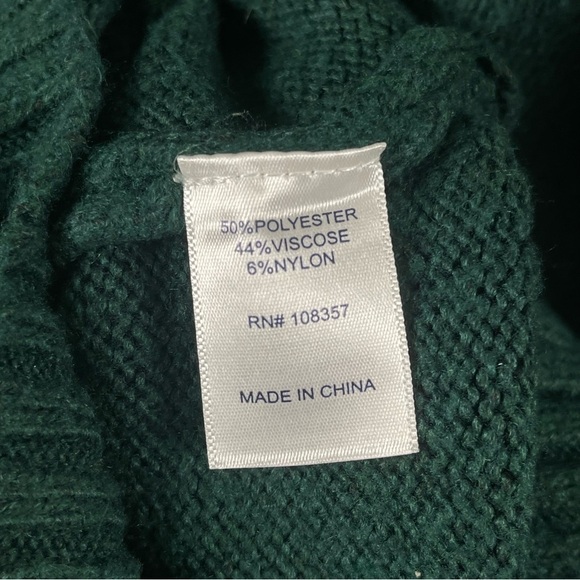 50%POLYESTER
44%VISCOSE
6%NYLON
RN# 108357
MADE IN CHINA